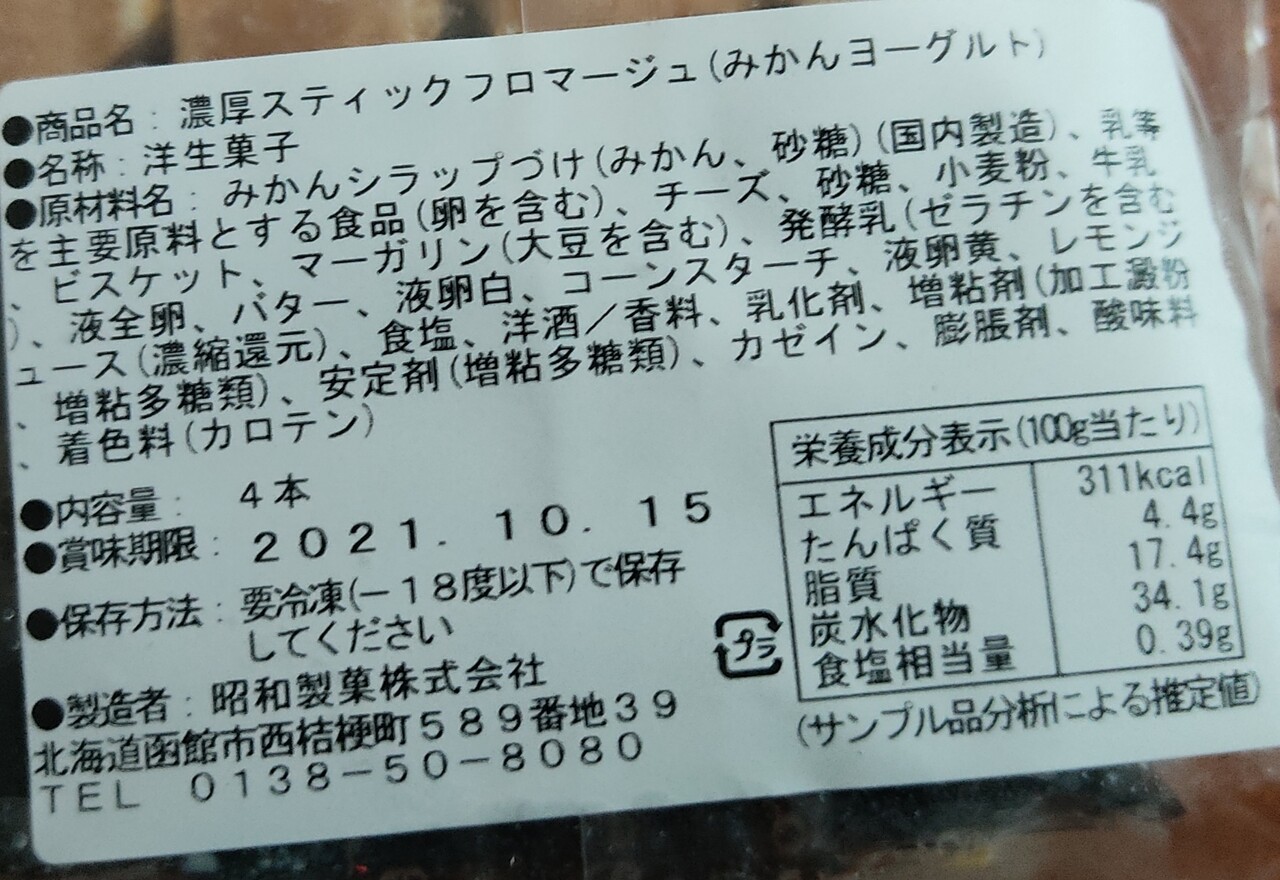 ●商品名：濃厚スティックフロマージュ(みかんヨーグルト)
●名称：洋生菓子
●原材料名：みかんシラップづけ(みかん、砂糖)(国内製造)、乳等
を主要原料とする食品(卵を含む)、チーズ、砂糖、小麦粉、牛乳
、ビスケット、マーガリン(大豆を含む)、発酵乳(ゼラチンを含む
)、液全卵、バター、液卵白、コーンスターチ、液卵黄、レモンジ
ュース(濃縮還元)、食塩、洋酒／香料、乳化剤、増粘剤(加工澱粉
、増粘多糖類)、安定剤(増粘多糖類)、カゼイン、膨脹剤、酸味料
、着色料(カロテン)
●内容量：　4本
●賞味期限：2021.10.15
●保存方法：要冷凍(－18度以下)で保存
してください
●製造者：昭和製菓株式会社
北海道函館市西桔梗町589番地39
TEL 0138－50－8080
プラ
栄養成分表示(100g当たり)
エネルギー 311kcal
たんぱく質 4.4g
脂質 17.4g
炭水化物 34.1g
食塩相当量 0.39g
(サンプル品分析による推定値)